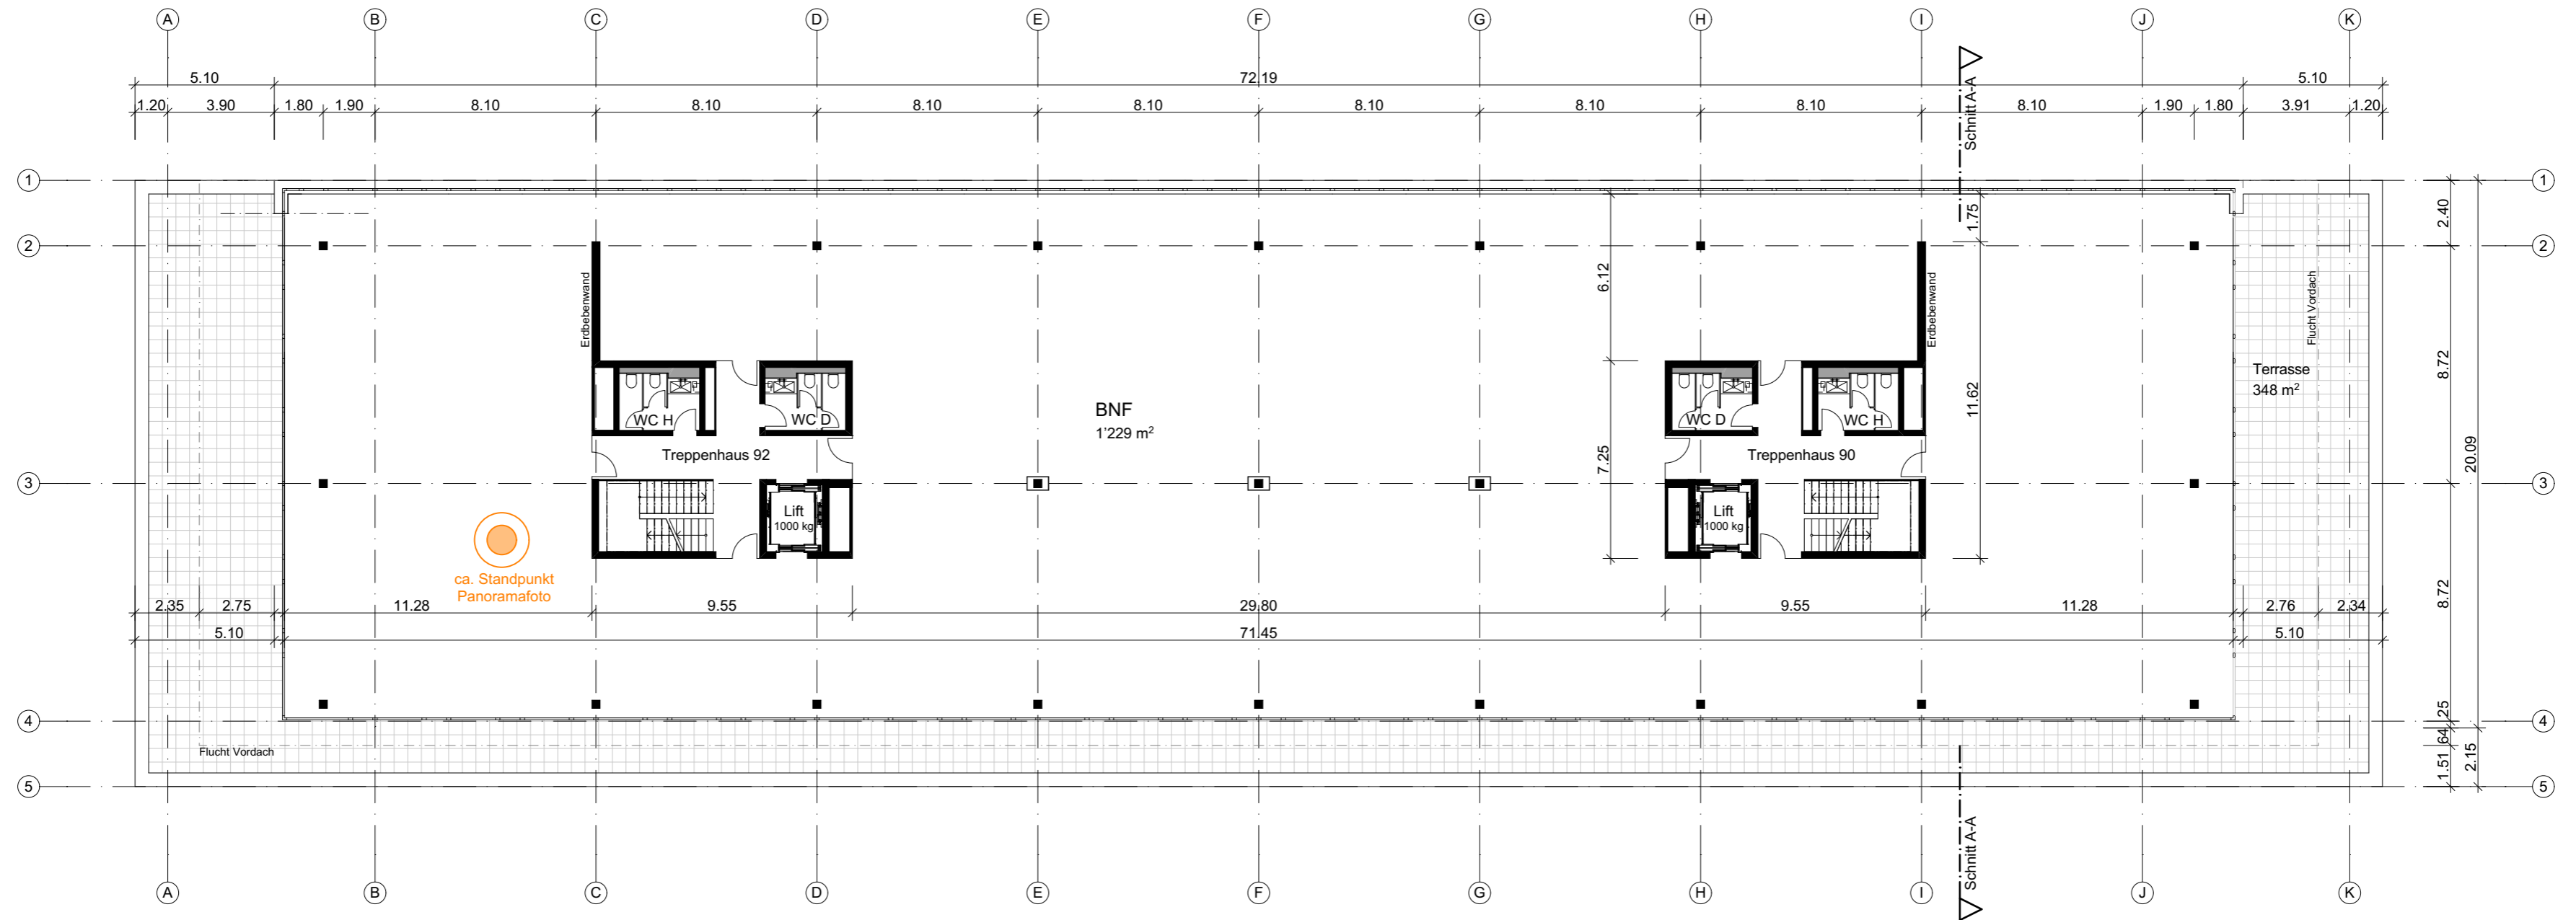 A B C D E F G H I J K
5.10 72.19 5.10
1.20 3.90 1.80 1.90 8.10 8.10 8.10 8.10 8.10 8.10 8.10 8.10 1.90 1.80 3.91 1.20
Schnitt A-A
1 1
2.40
1.75
2 2
6.12
Erdbebenwand Erdbebenwand
Flucht Vordach
8.72
Terrasse
348 m²
11.62
BNF
1'229 m²
WC H WC D WC D WC H
20.09
Treppenhaus 92 Treppenhaus 90
7.25
3 3
Lift
1000 kg
Lift
1000 kg
ca. Standpunkt
Panoramafoto
8.72
2.35 2.75 11.28 9.55 29.80 9.55 11.28 2.76 2.34
5.10 71.45 5.10
25
4 4
64
Flucht Vordach
2.15
1.51
5 5
Schnitt A-A
A B C D E F G H I J K